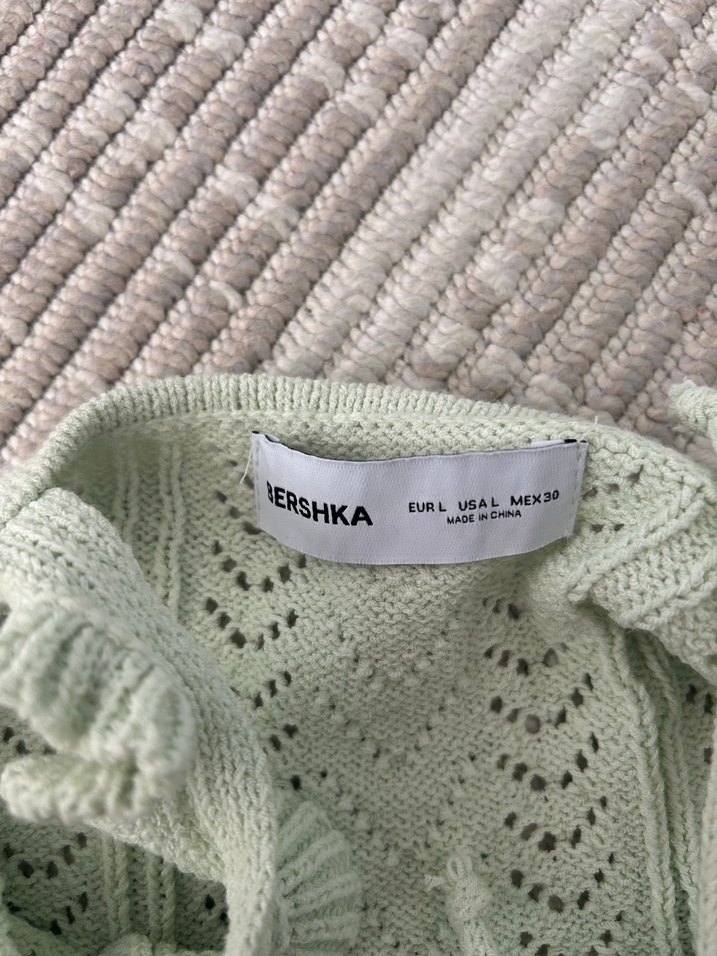 BERSHKA
EUR L USA L MEX 30
MADE IN CHINA